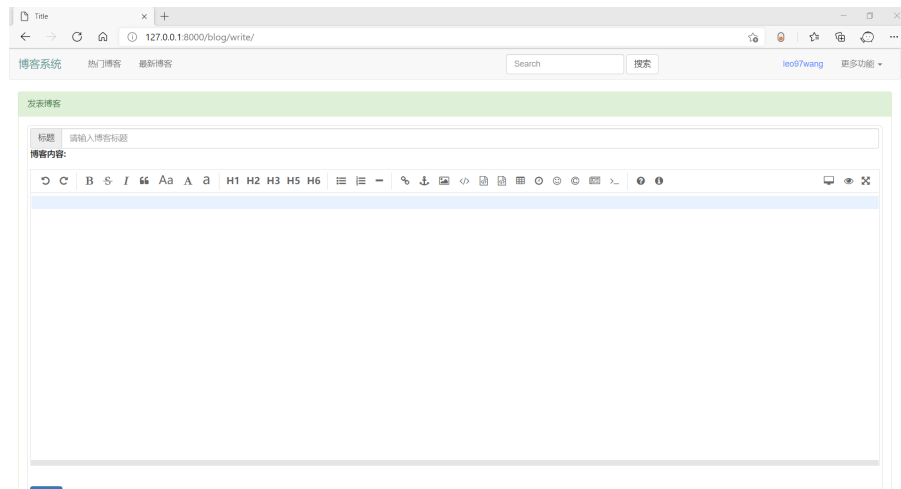 Title
127.0.0.1:8000/blog/write/
博客系统 热门博客 最新博客 Search 搜索 leo97wang 更多功能
发表博客
标题 请输入博客标题
博客内容:
B S I Aa A a H1 H2 H3 H5 H6